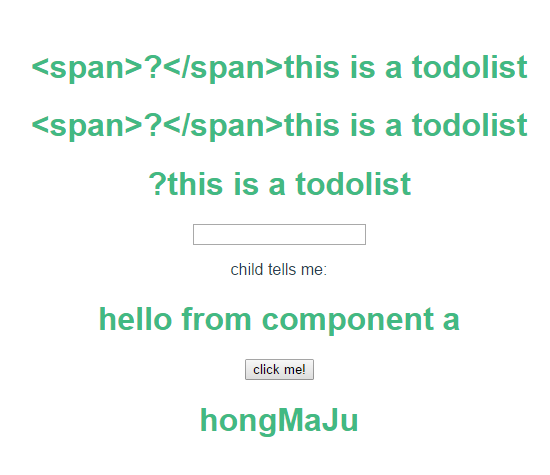 <span>?</span>this is a todolist
<span>?</span>this is a todolist
?this is a todolist
child tells me:
hello from component a
click me!
hongMaJu